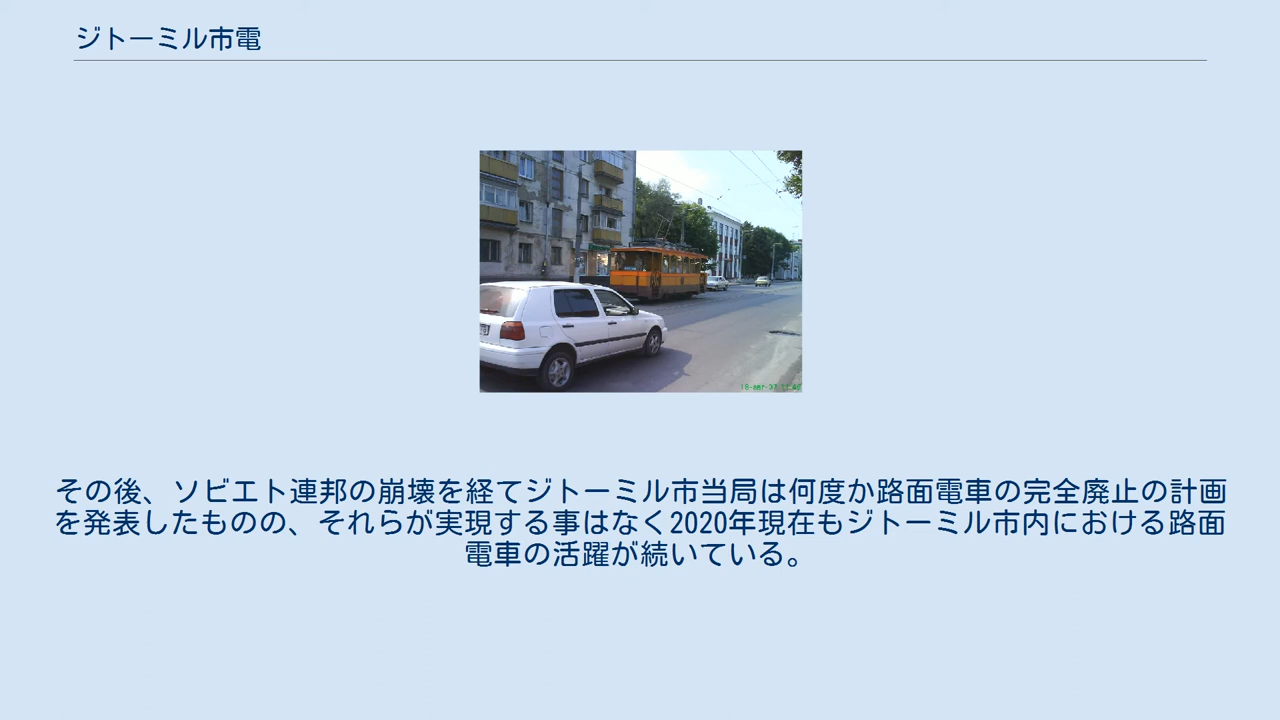 ジトーミル市電
その後、ソビエト連邦の崩壊を経てジトーミル市当局は何度か路面電車の完全廃止の計画
を発表したものの、それらが実現する事はなく2020年現在もジトーミル市内における路面
電車の活躍が続いている。